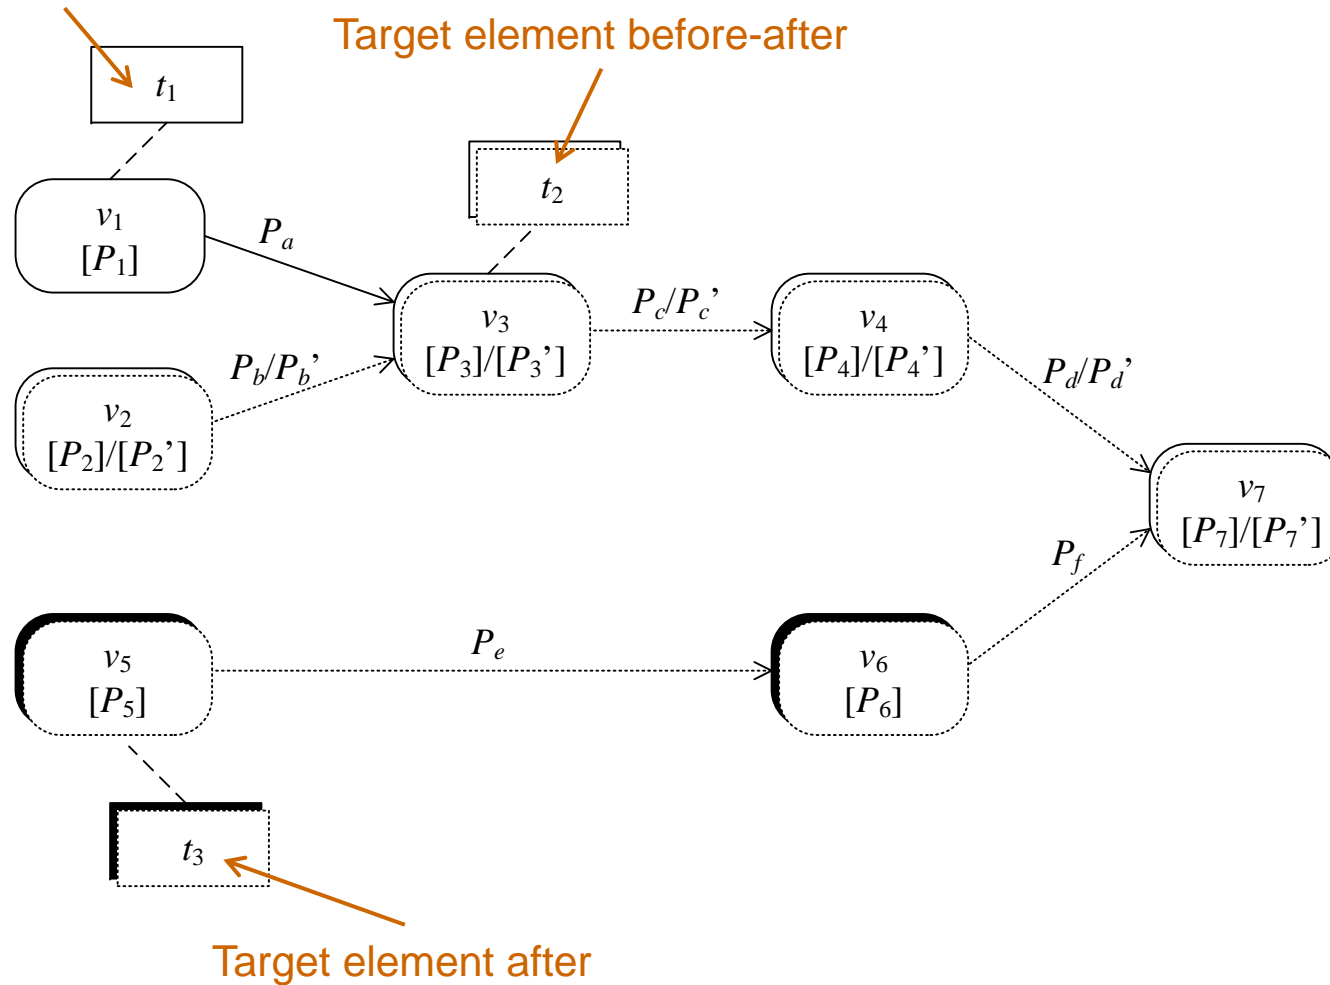 Target element before-after
t1
t2
v1
[P1]
Pa
v3
[P3]/[P3’]
Pc/Pc’
v4
[P4]/[P4’]
Pb/Pb’
v2
[P2]/[P2’]
Pd/Pd’
v7
[P7]/[P7’]
Pf
v5
[P5]
Pe
v6
[P6]
t3
Target element after